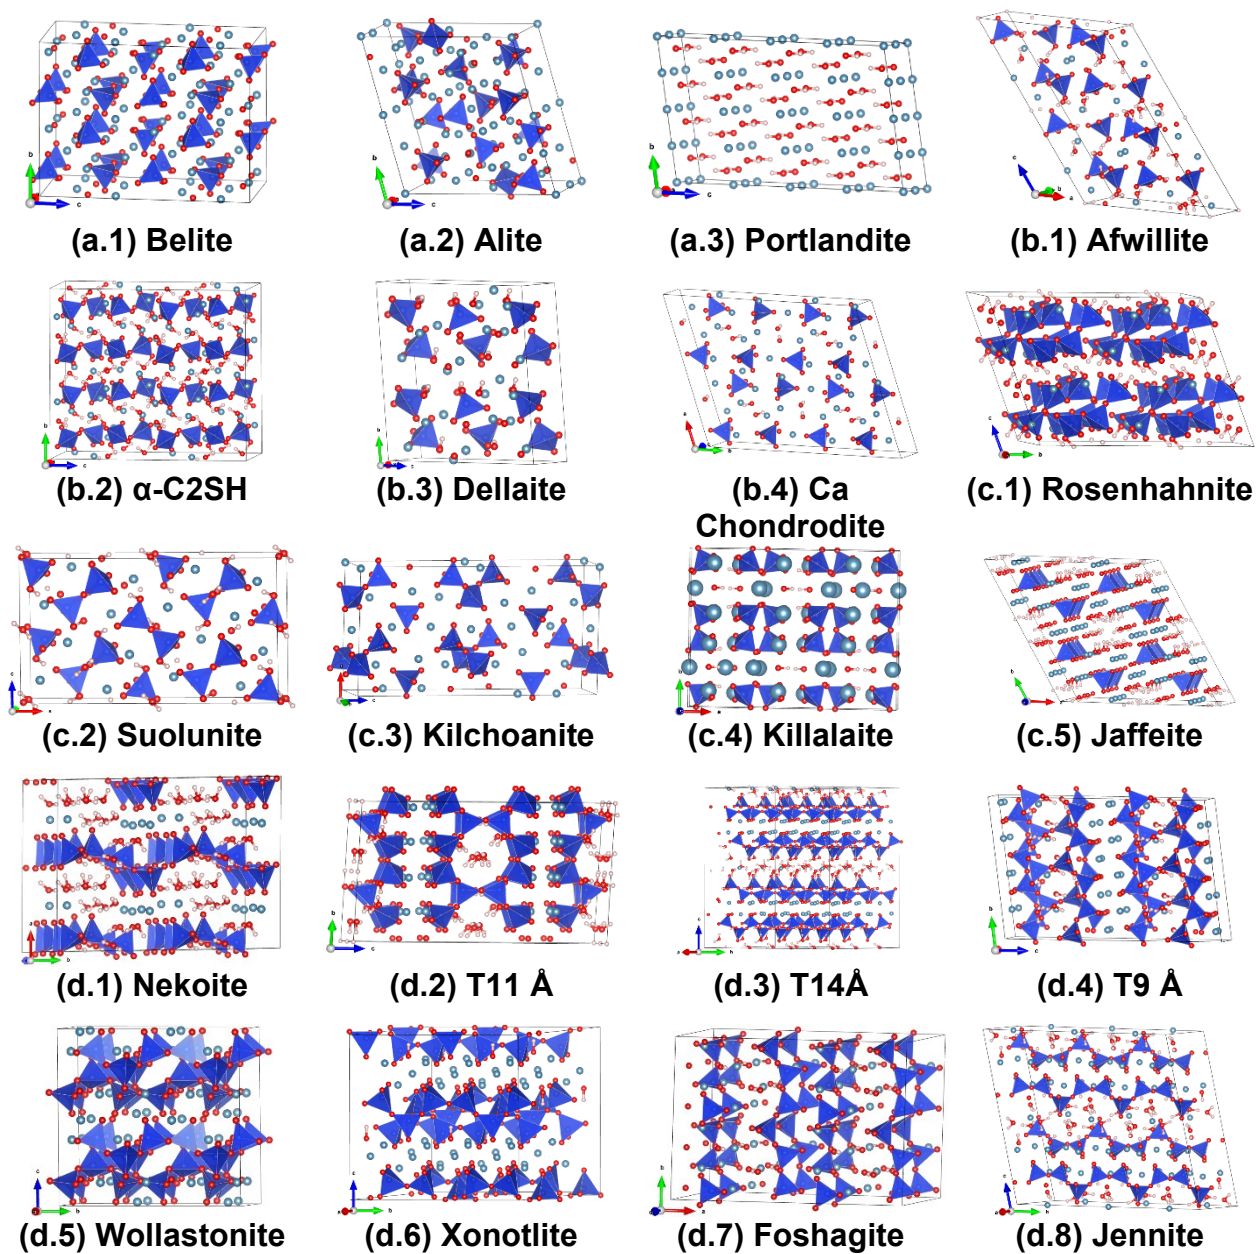 (a.1) Belite
(a.2) Alite
(a.3) Portlandite
(b.1) Afwillite
(b.2) α-C2SH
(b.3) Dellaite
(b.4) Ca
Chondrodite
(c.1) Rosenhahnite
(c.2) Suolunite
(c.3) Kilchoanite
(c.4) Killalaite
(c.5) Jaffeite
(d.1) Nekoite
(d.2) T11 Å
(d.3) T14Å
(d.4) T9 Å
(d.5) Wollastonite
(d.6) Xonotlite
(d.7) Foshagite
(d.8) Jennite